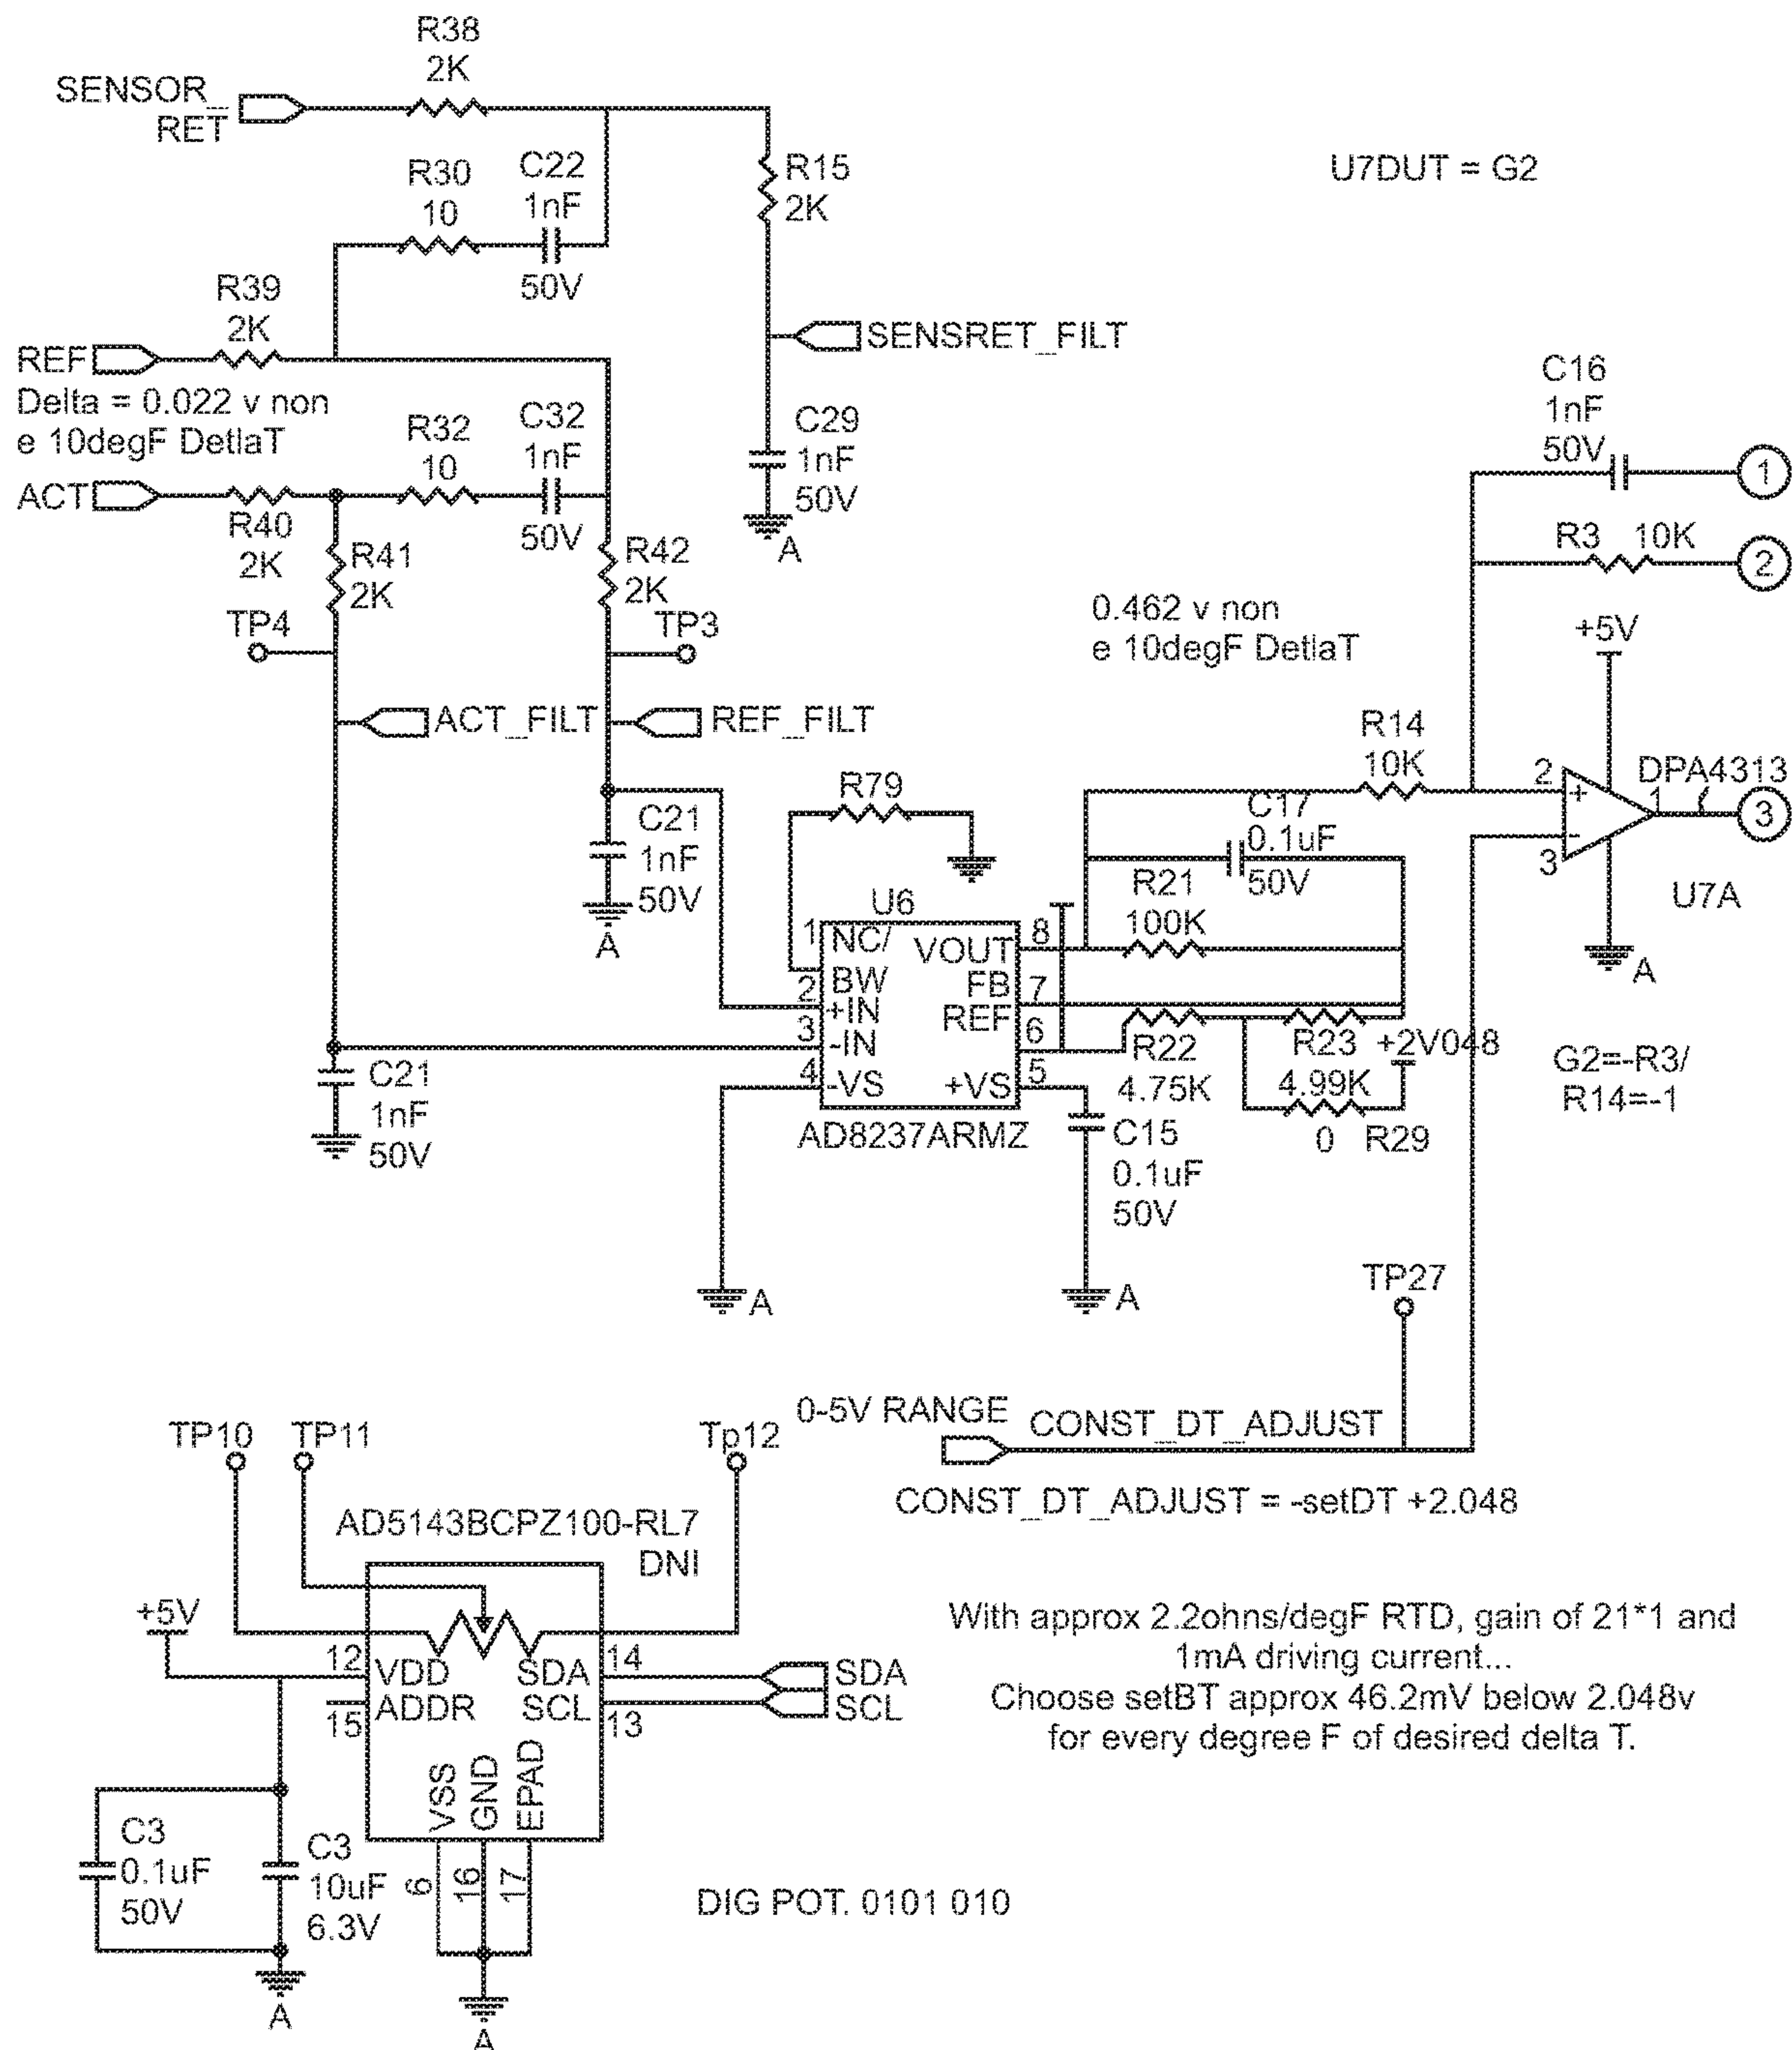 R38
2K
SENSOR_
RET
R30
10
C22
1nF
50V
R15
2K
U7DUT = G2
R39
2K
SENSRET_FILT
REF
Delta = 0.022 v non
e 10degF DetlaT
R32
10
C32
1nF
50V
C29
1nF
50V
A
C16
1nF
50V
1
ACT
R40
2K
R41
2K
R42
2K
R3 10K
2
TP4
TP3
0.462 v non
e 10degF DetlaT
+5V
ACT_FILT
REF_FILT
R14
10K
2
+
-
3
DPA4313
1
3
U7A
A
R79
C21
1nF
50V
A
C17
0.1uF
50V
R21
100K
U6
1
NC/
BW
2
+IN
3
-IN
4
-VS
VOUT
8
FB
7
REF
6
+VS
5
AD8237ARMZ
R22
4.75K
R23
4.99K
+2V048
0 R29
G2=-R3/
R14=-1
C21
1nF
50V
C15
0.1uF
50V
A
A
TP27
0-5V RANGE
CONST_DT_ADJUST
CONST_DT_ADJUST = -setDT +2.048
TP10
TP11
Tp12
AD5143BCPZ100-RL7
DNI
+5V
12
VDD
15
ADDR
SDA
14
SCL
13
SDA
SCL
VSS
GND
EPAD
6
16
17
With approx 2.2ohns/degF RTD, gain of 21*1 and
1mA driving current...
Choose setBT approx 46.2mV below 2.048v
for every degree F of desired delta T.
C3
0.1uF
50V
C3
10uF
6.3V
A
A
DIG POT. 0101 010